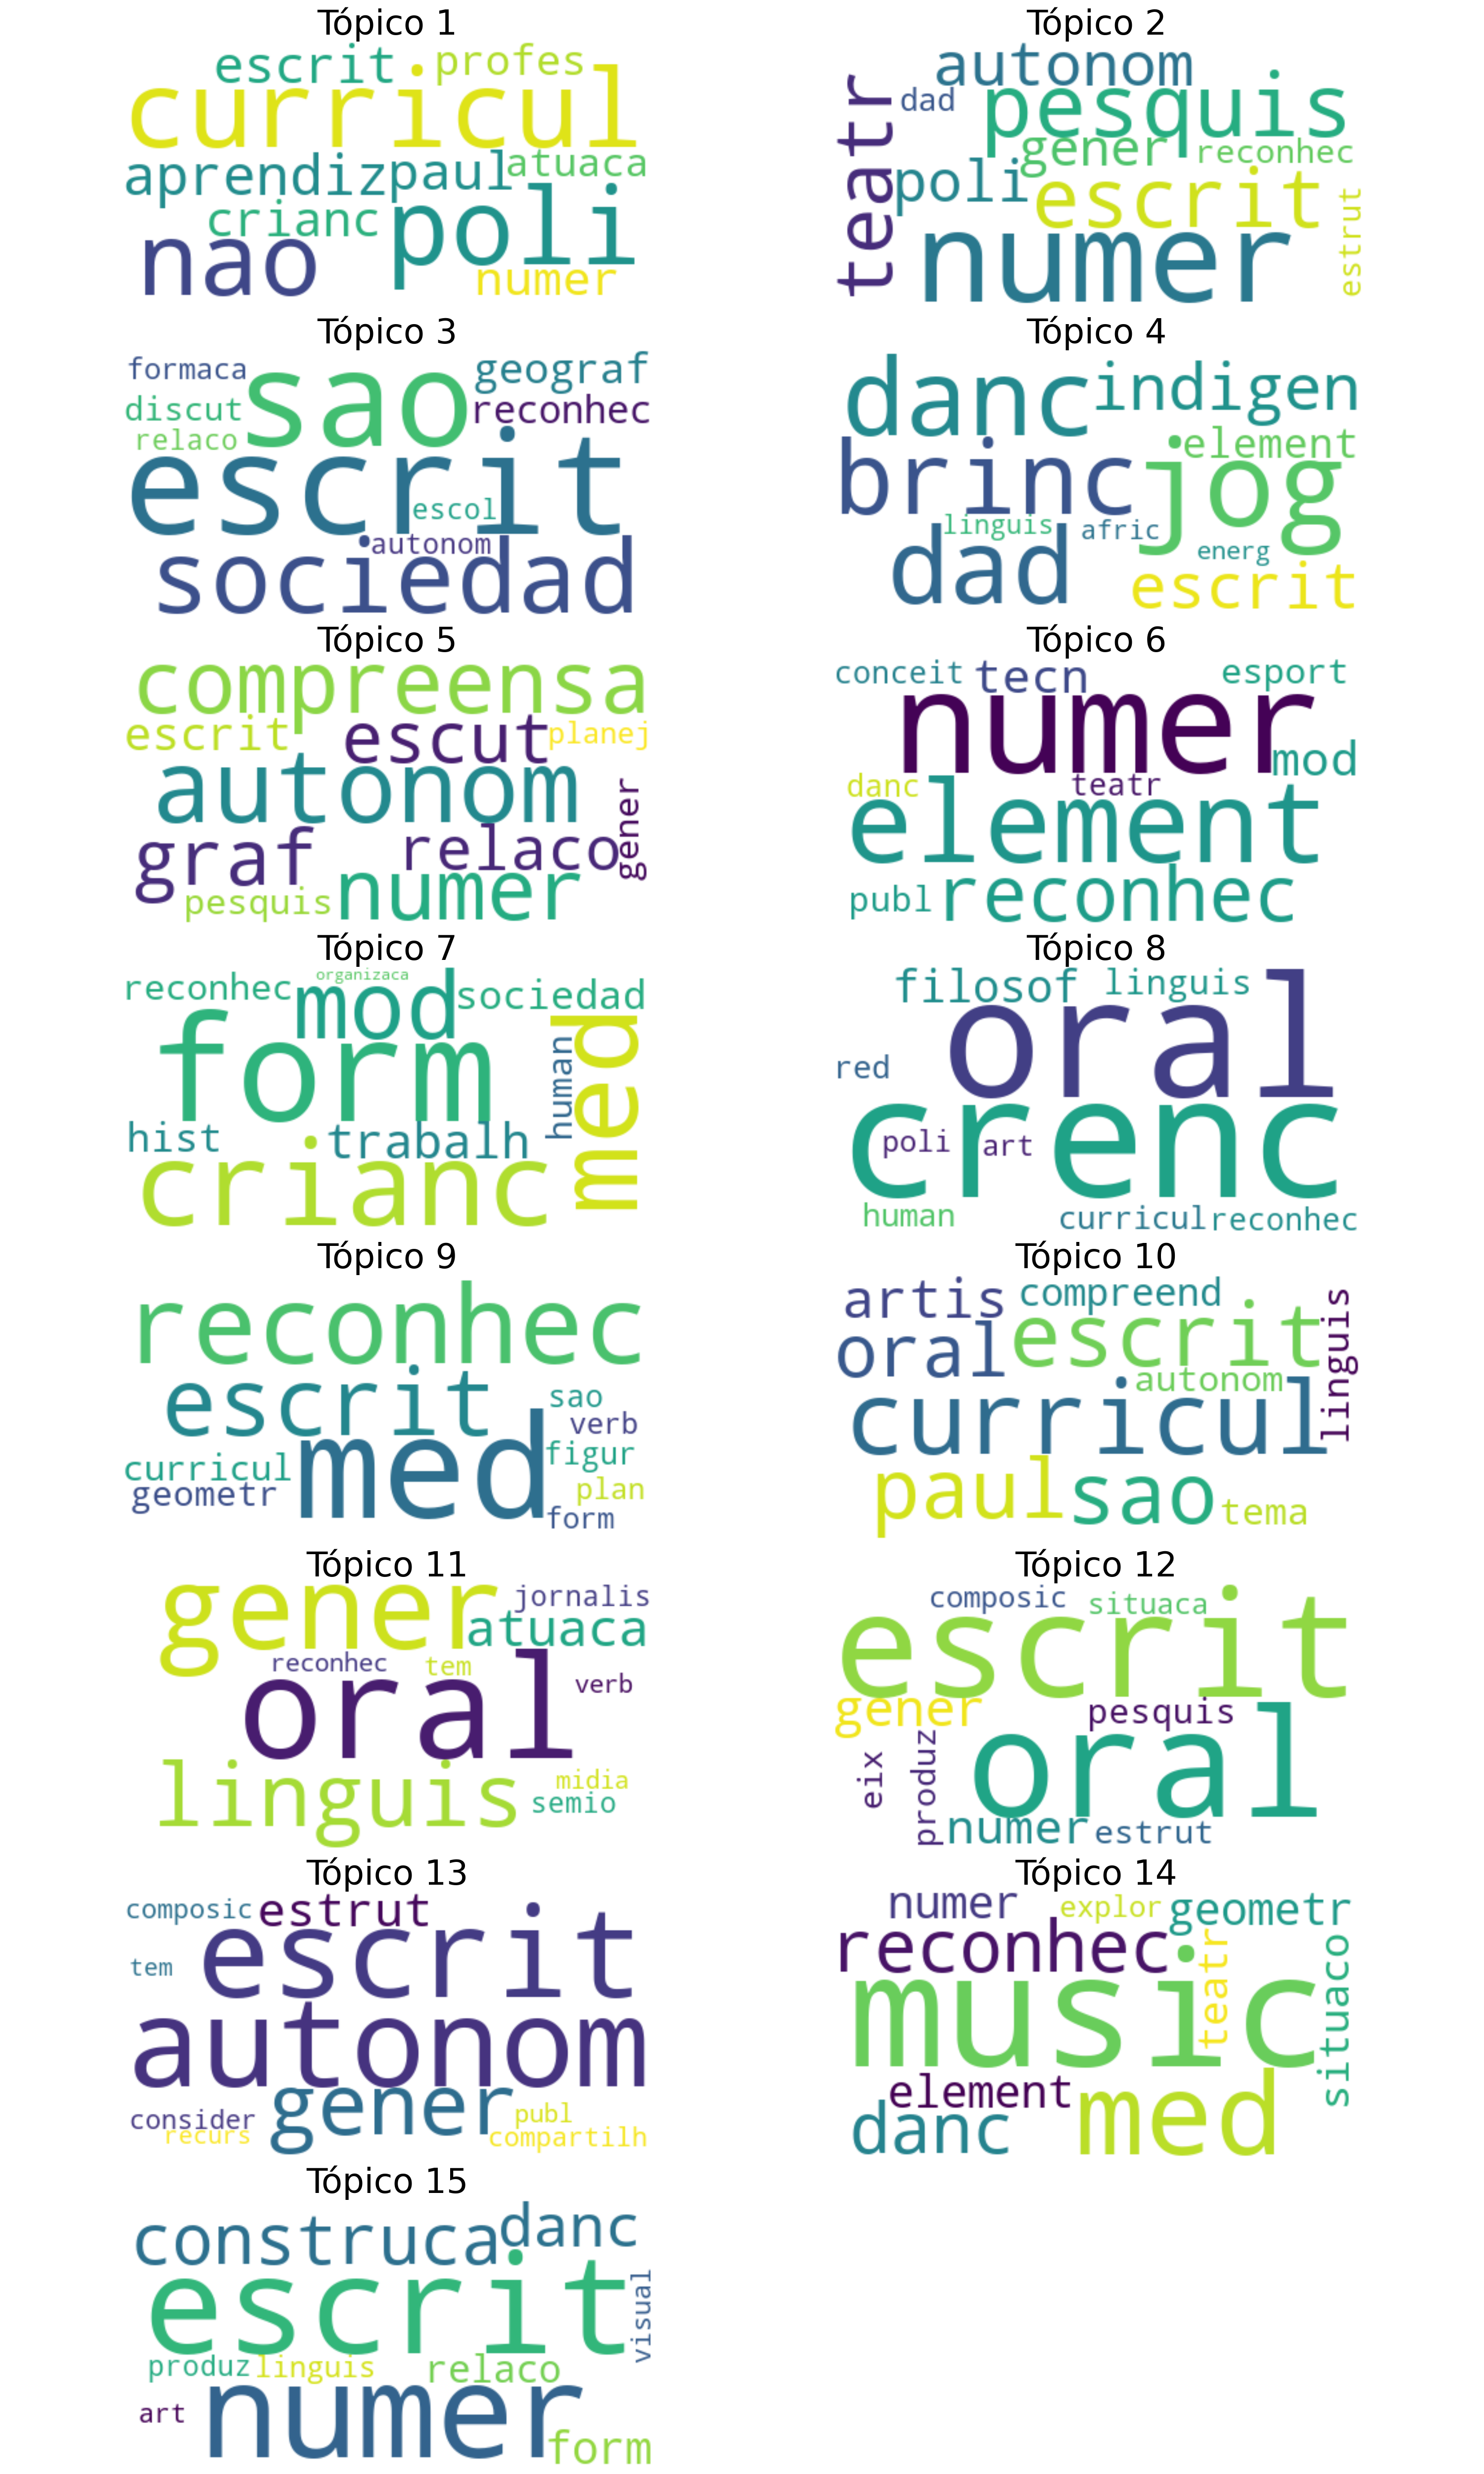 Tópico 1
escrit profes
curricul
aprendiz paul atuaca
crianc poli
nao numer
Tópico 2
autonom
teatr dad pesquis
gener reconhec
poli escrit estrut
numer
Tópico 3
formaca sao geograf
discut reconhec
relaco
escrit
escol
autonom
sociedad
Tópico 4
danc indigen
brinc element
jog
linguis afric
dad energ
escrit
Tópico 5
compreensa
escrit escut planej
autonom
graf relaco gener
pesquis numer
Tópico 6
conceit tecn esport
numer mod
danc teatr
element
publ reconhec
Tópico 7
organizaca
reconhec mod sociedad
form human med
hist trabalh
crianc
Tópico 8
filosof linguis
oral
red
crenc
poli art
human curricul reconhec
Tópico 9
reconhec
escrit sao
verb
med figur
curricul
geometr plan
form
Tópico 10
artis compreend linguis
oral escrit
autonom
curricul
paul sao tema
Tópico 11
gener jornalis
atuaca
reconhec tem
oral verb
linguis midia
semio
Tópico 12
composic situaca
escrit
gener pesquis
eix produz oral
numer estrut
Tópico 13
composic estrut
tem escrit
autonom
consider gener publ
recurs compartilh
Tópico 14
numer explor geometr
reconhec teatr situaco
music
element med
danc
Tópico 15
construca danc
escrit visual
produz linguis relaco
art numer
form